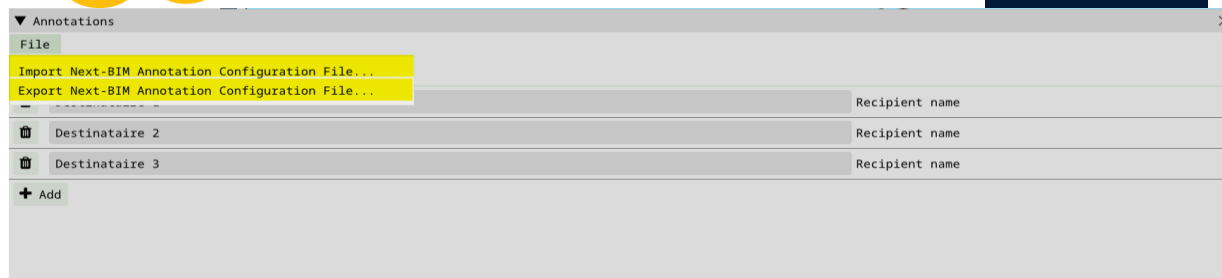 Annotations
File
Import Next-BIM Annotation Configuration File...
Export Next-BIM Annotation Configuration File...
Recipient name
Destinataire 2 Recipient name
Destinataire 3 Recipient name
Add